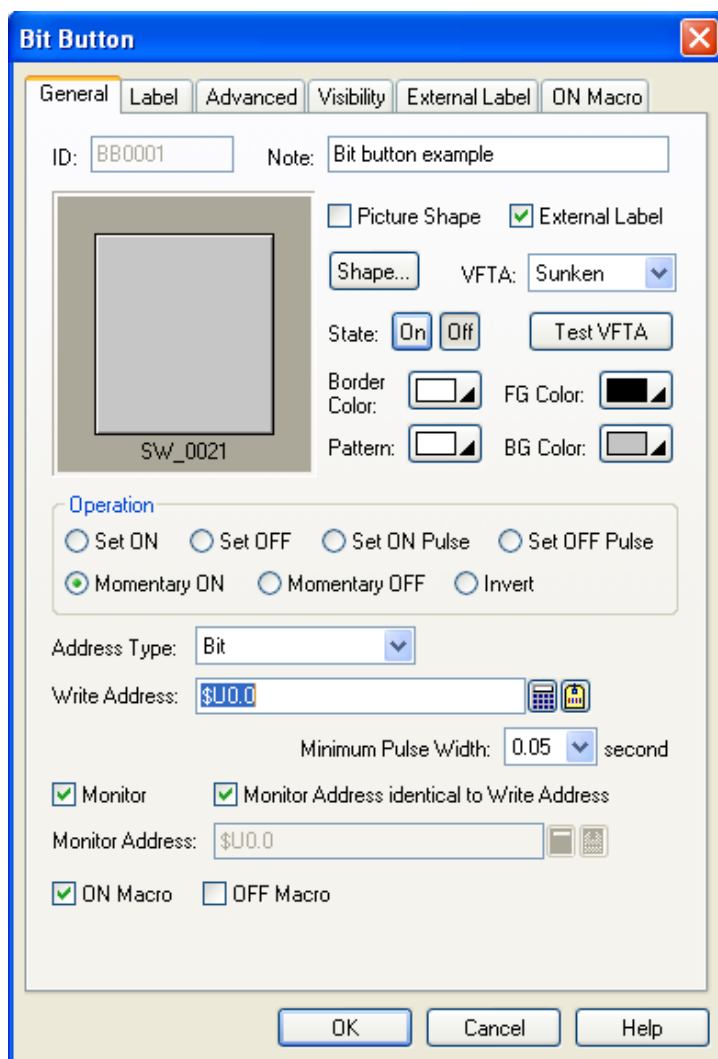 Bit Button
General Label Advanced Visibility External Label ON Macro
ID: BB0001 Note: Bit button example
Picture Shape External Label
Shape... VFTA: Sunken
State: On Off Test VFTA
Border Color: FG Color:
Pattern: BG Color:
SW_0021
Operation
Set ON Set OFF Set ON Pulse Set OFF Pulse
Momentary ON Momentary OFF Invert
Address Type: Bit
Write Address: $U0.0
Minimum Pulse Width: 0.05 second
Monitor Monitor Address identical to Write Address
Monitor Address: $U0.0
ON Macro OFF Macro
OK Cancel Help